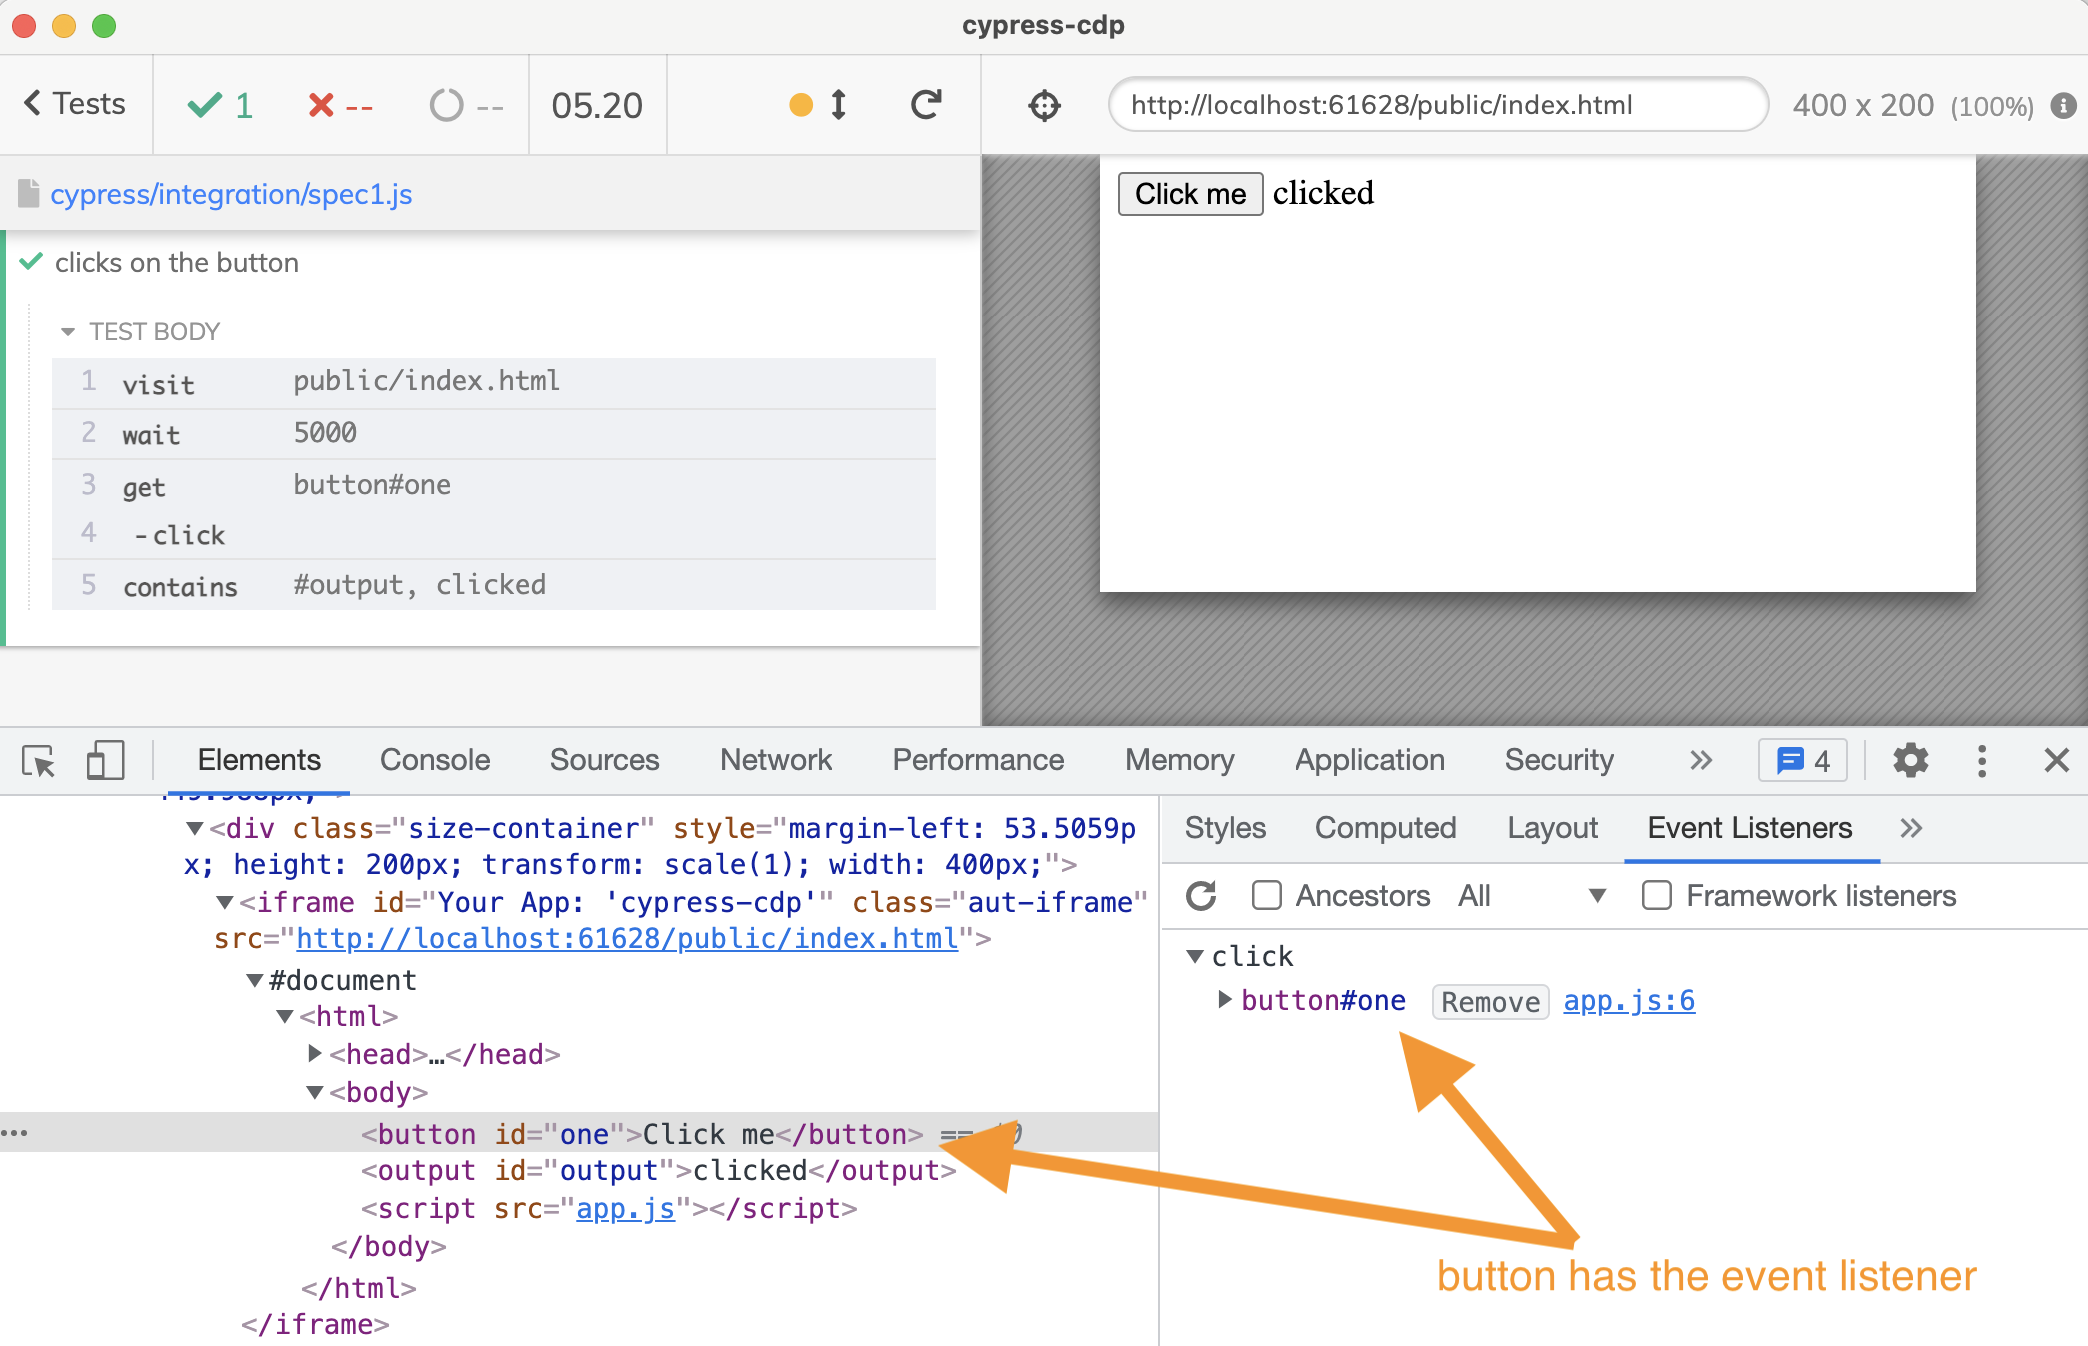 cypress-cdp
Tests
1
--
--
05.20
http://localhost:61628/public/index.html
400 x 200 (100%)
cypress/integration/spec1.js
clicks on the button
TEST BODY
1 visit public/index.html
2 wait 5000
3 get button#one
4 -click
5 contains #output, clicked
Click me clicked
Elements Console Sources Network Performance Memory Application Security » 4
<div class="size-container" style="margin-left: 53.5059p
x; height: 200px; transform: scale(1); width: 400px;">
<iframe id="Your App: 'cypress-cdp'" class="aut-iframe"
src="http://localhost:61628/public/index.html">
#document
<html>
<head>…</head>
<body>
<button id="one">Click me</button> ==
<output id="output">clicked</output>
<script src="app.js"></script>
</body>
</html>
</iframe>
Styles Computed Layout Event Listeners »
Ancestors All Framework listeners
click
button#one Remove app.js:6
button has the event listener